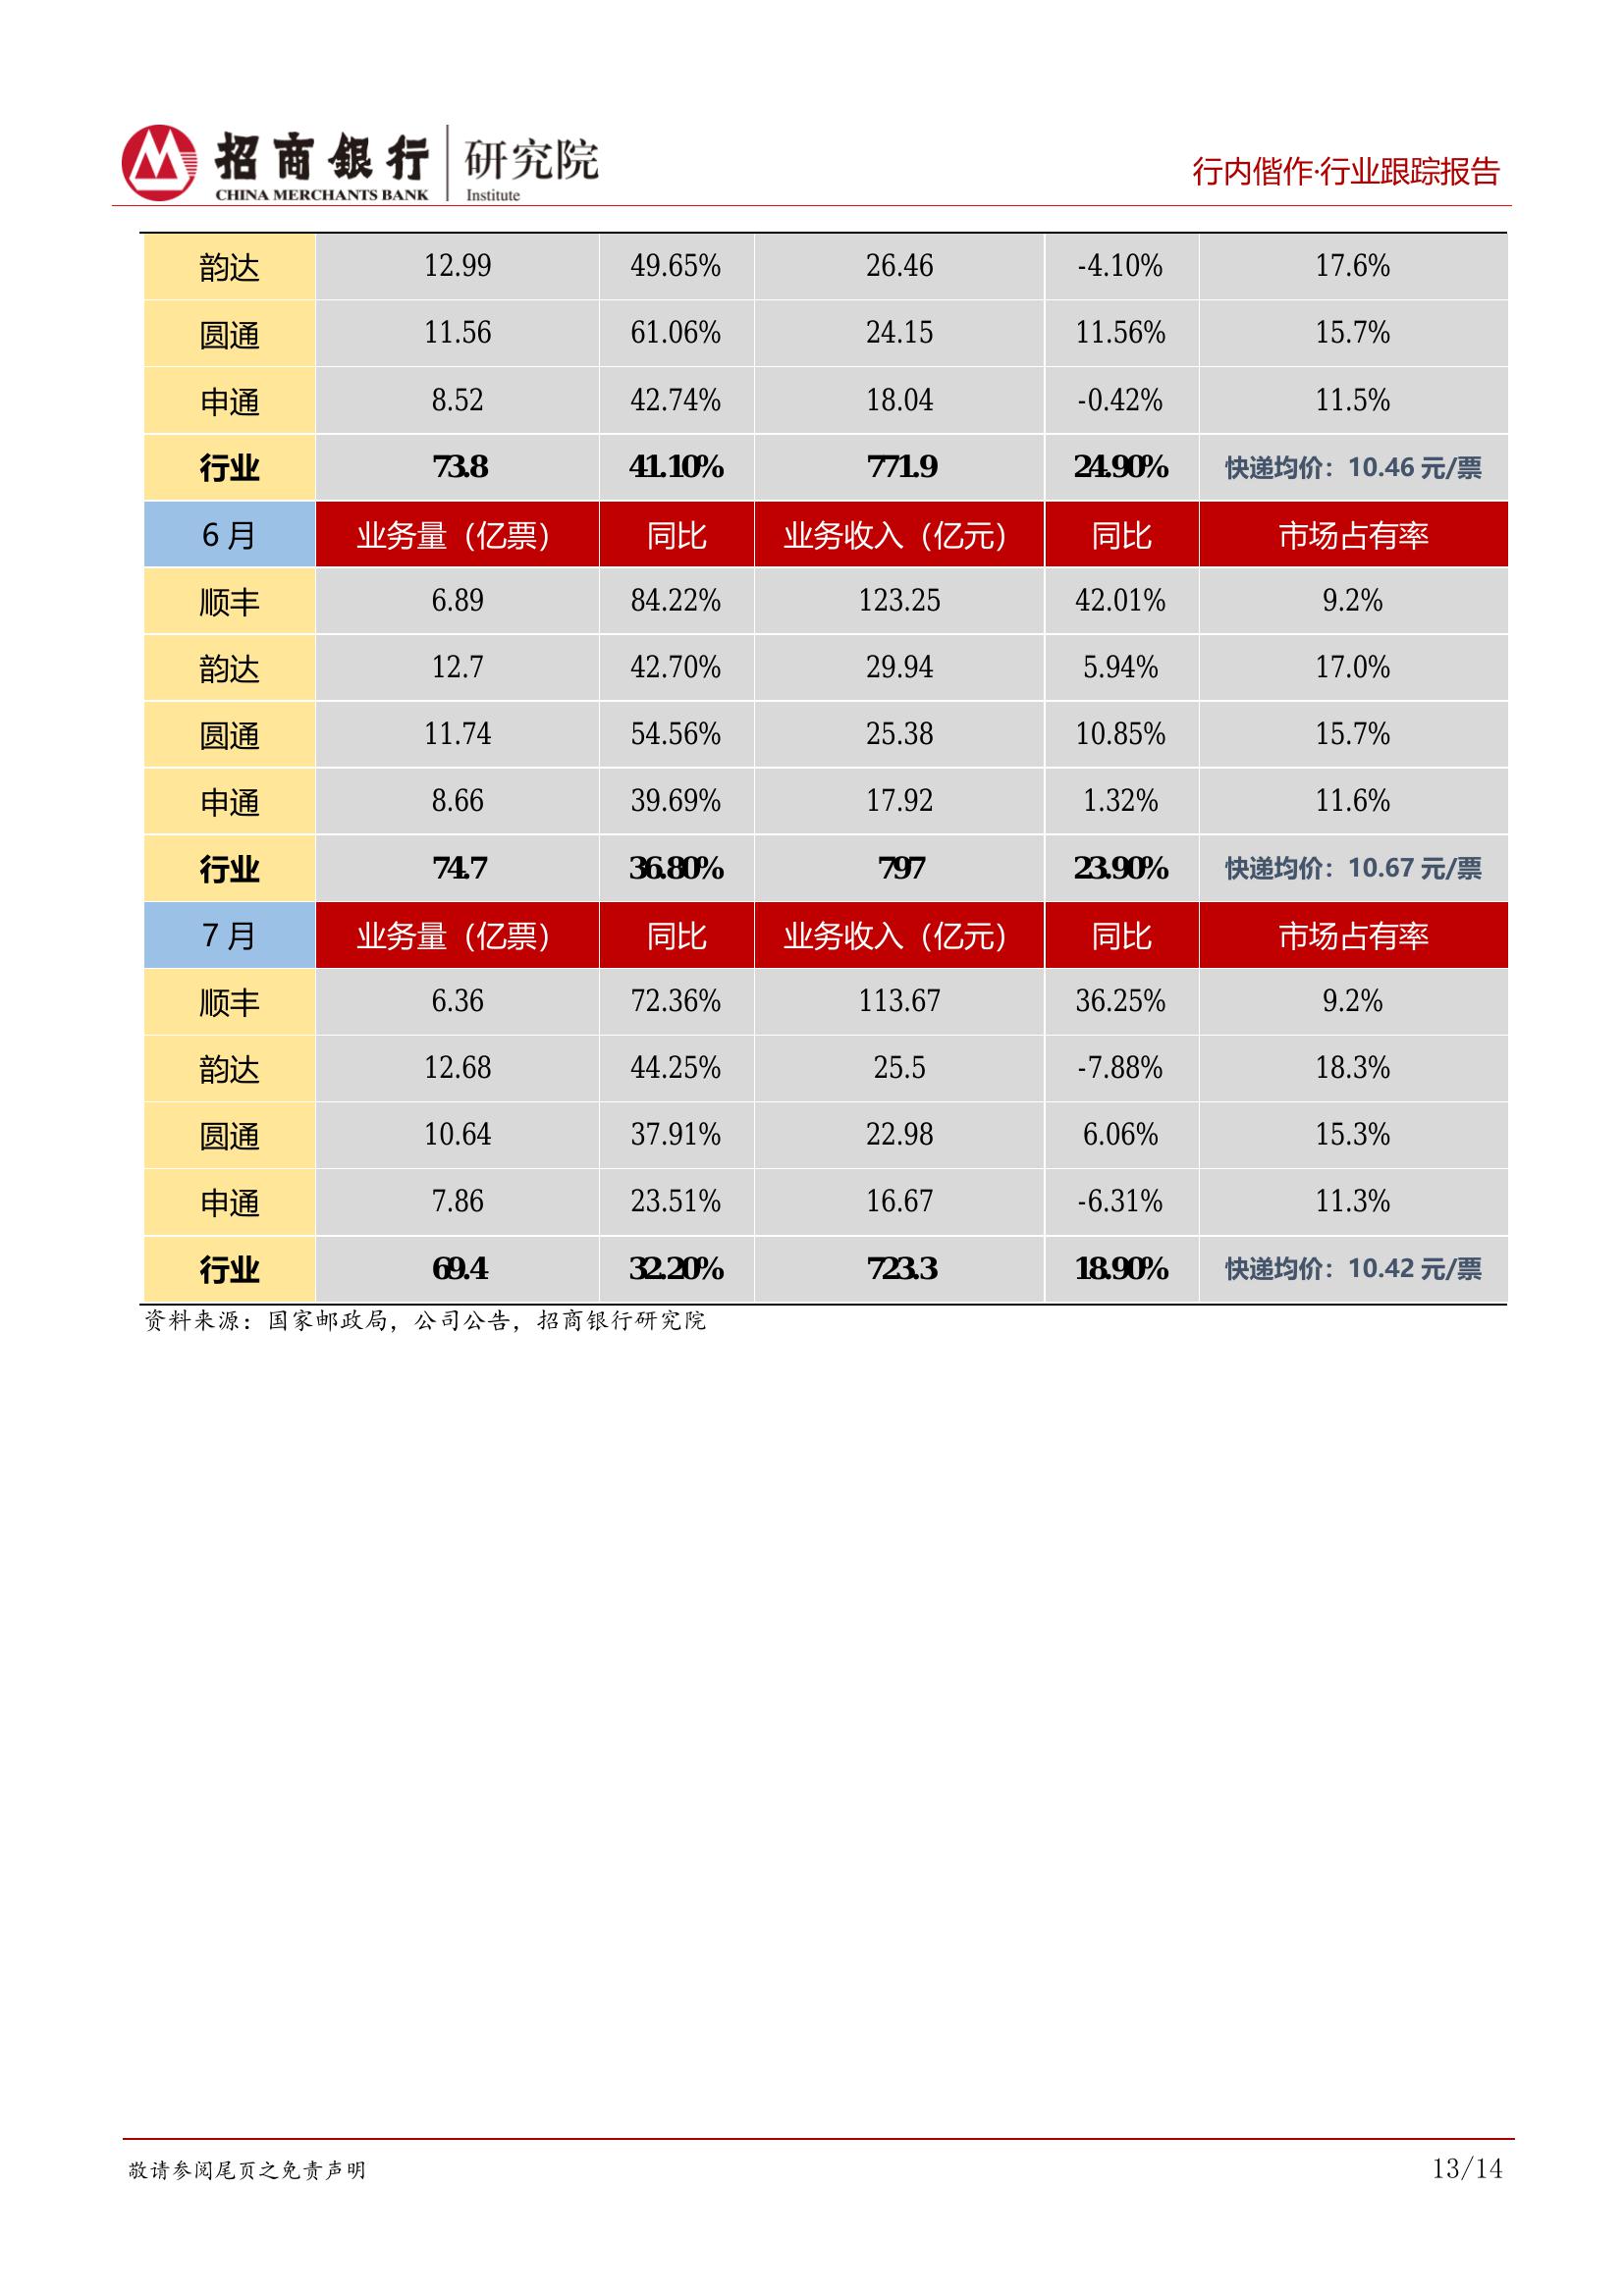 招商銀行 研究院
CHINA MERCHANTS BANK Institute
行内偕作·行业跟踪报告
韵达 12.99 49.65% 26.46 -4.10% 17.6%
圆通 11.56 61.06% 24.15 11.56% 15.7%
申通 8.52 42.74% 18.04 -0.42% 11.5%
行业 73.8 41.10% 771.9 24.90% 快递均价：10.46 元/票
6 月 业务量（亿票） 同比 业务收入（亿元） 同比 市场占有率
顺丰 6.89 84.22% 123.25 42.01% 9.2%
韵达 12.7 42.70% 29.94 5.94% 17.0%
圆通 11.74 54.56% 25.38 10.85% 15.7%
申通 8.66 39.69% 17.92 1.32% 11.6%
行业 74.7 36.80% 797 23.90% 快递均价：10.67 元/票
7 月 业务量（亿票） 同比 业务收入（亿元） 同比 市场占有率
顺丰 6.36 72.36% 113.67 36.25% 9.2%
韵达 12.68 44.25% 25.5 -7.88% 18.3%
圆通 10.64 37.91% 22.98 6.06% 15.3%
申通 7.86 23.51% 16.67 -6.31% 11.3%
行业 69.4 32.20% 723.3 18.90% 快递均价：10.42 元/票
资料来源：国家邮政局，公司公告，招商银行研究院
敬请参阅尾页之免责声明 13/14